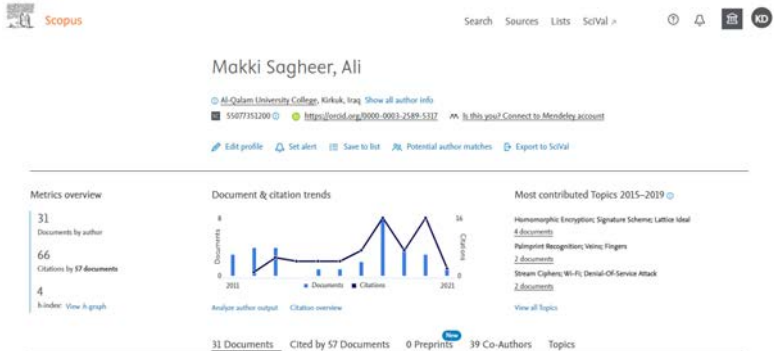 Scopus
Search Sources Lists SciVal ↗ KD
Makki Sagheer, Ali
Al-Qalam University College, Kirkuk, Iraq Show all author info
55077351200 https://orcid.org/0000-0003-2589-5317 Is this you? Connect to Mendeley account
Edit profile Set alert Save to list Potential author matches Export to SciVal
Metrics overview
31
Documents by author
66
Citations by 57 documents
4
h-index: View h-graph
Document & citation trends
8
16
Documents
Citations
0
0
2011
2021
Documents Citations
Analyze author output Citation overview
Most contributed Topics 2015–2019
Homomorphic Encryption; Signature Scheme; Lattice Ideal
4 documents
Palmprint Recognition; Veins; Fingers
2 documents
Stream Ciphers; Wi-Fi; Denial-Of-Service Attack
2 documents
View all Topics
New
31 Documents Cited by 57 Documents 0 Preprints 39 Co-Authors Topics